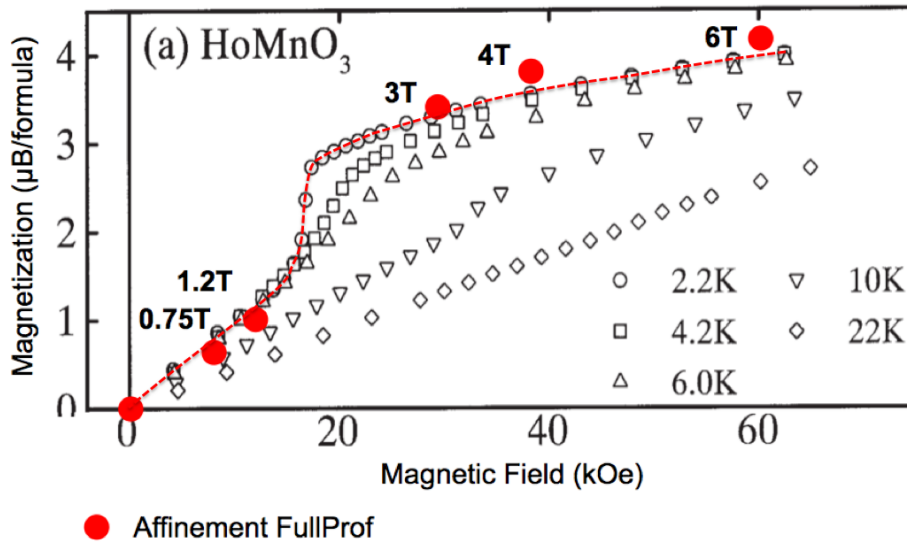 (a) HoMnO₃
6T
4T
3T
1.2T
0.75T
4
3
2
1
0
Magnetization (µB/formula)
2.2K
10K
4.2K
22K
6.0K
0
20
40
60
Magnetic Field (kOe)
Affinement FullProf